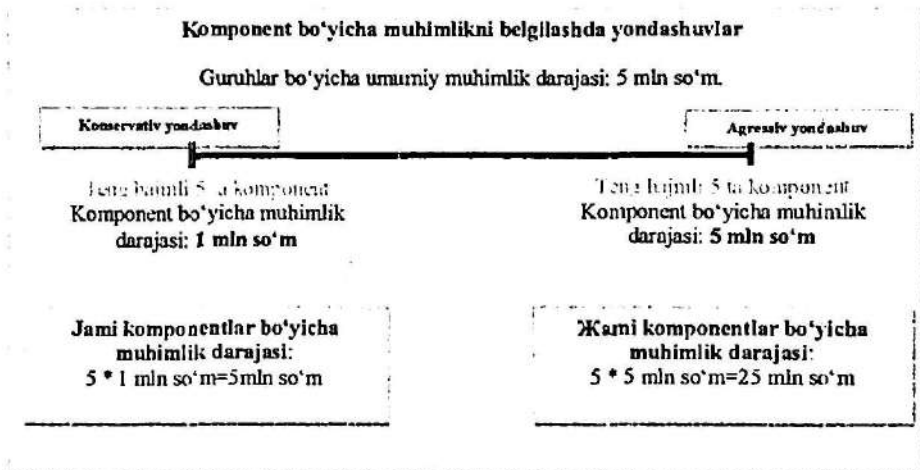 Komponent bo‘yicha muhimlikni belgilashda yondashuvlar
Guruhlar bo‘yicha umumiy muhimlik darajasi: 5 mln so‘m.
Konservativ yondashuv
Agressiv yondashuv
Teng hajmli 5 ta komponent
Komponent bo‘yicha muhimlik
darajasi: 1 mln so‘m
Teng hajmli 5 ta komponent
Komponent bo‘yicha muhimlik
darajasi: 5 mln so‘m
Jami komponentlar bo‘yicha
muhimlik darajasi:
5 * 1 mln so‘m=5mln so‘m
Жami komponentlar bo‘yicha
muhimlik darajasi:
5 * 5 mln so‘m=25 mln so‘m